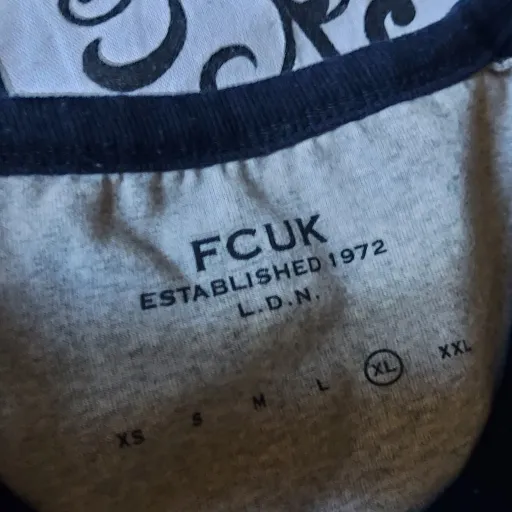 FCUK
ESTABLISHED 1972
L.D.N.
XS S M L XL XXL